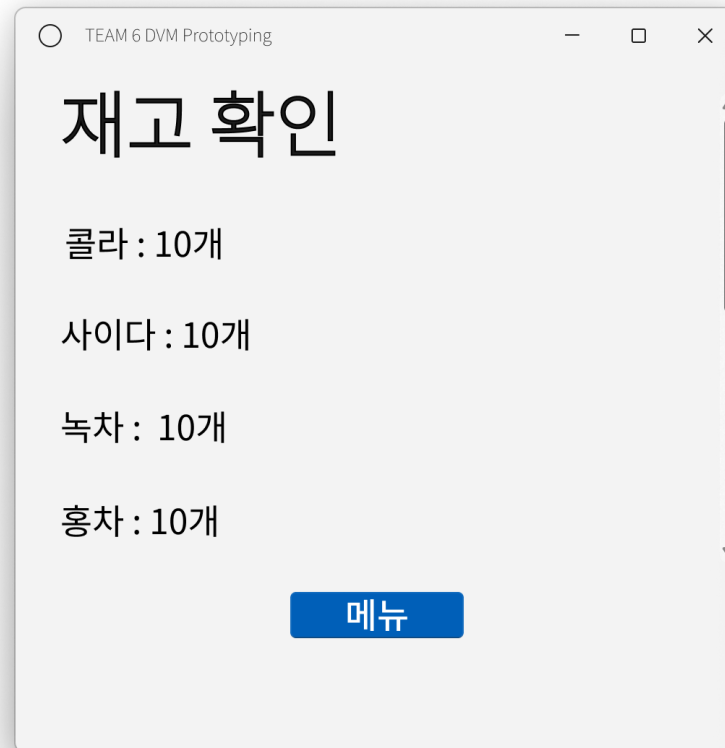 TEAM 6 DVM Prototyping
재고 확인
콜라 : 10개
사이다 : 10개
녹차 :  10개
홍차 : 10개
메뉴